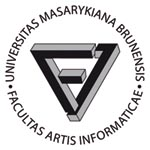 UNIVERSITAS MASARYKIANA BRUNENSIS
• FACULTAS ARTIS INFORMATICAE •